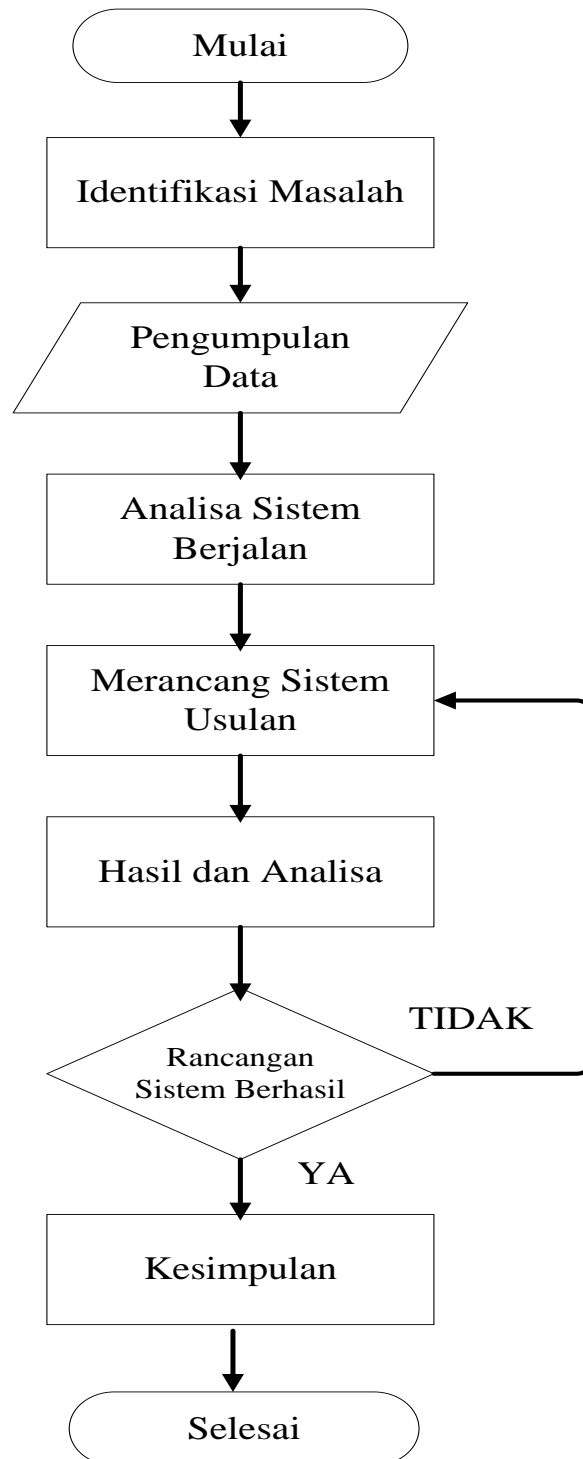 Mulai
Identifikasi Masalah
Pengumpulan
Data
Analisa Sistem
Berjalan
Merancang Sistem
Usulan
Hasil dan Analisa
TIDAK
Rancangan
Sistem Berhasil
YA
Kesimpulan
Selesai